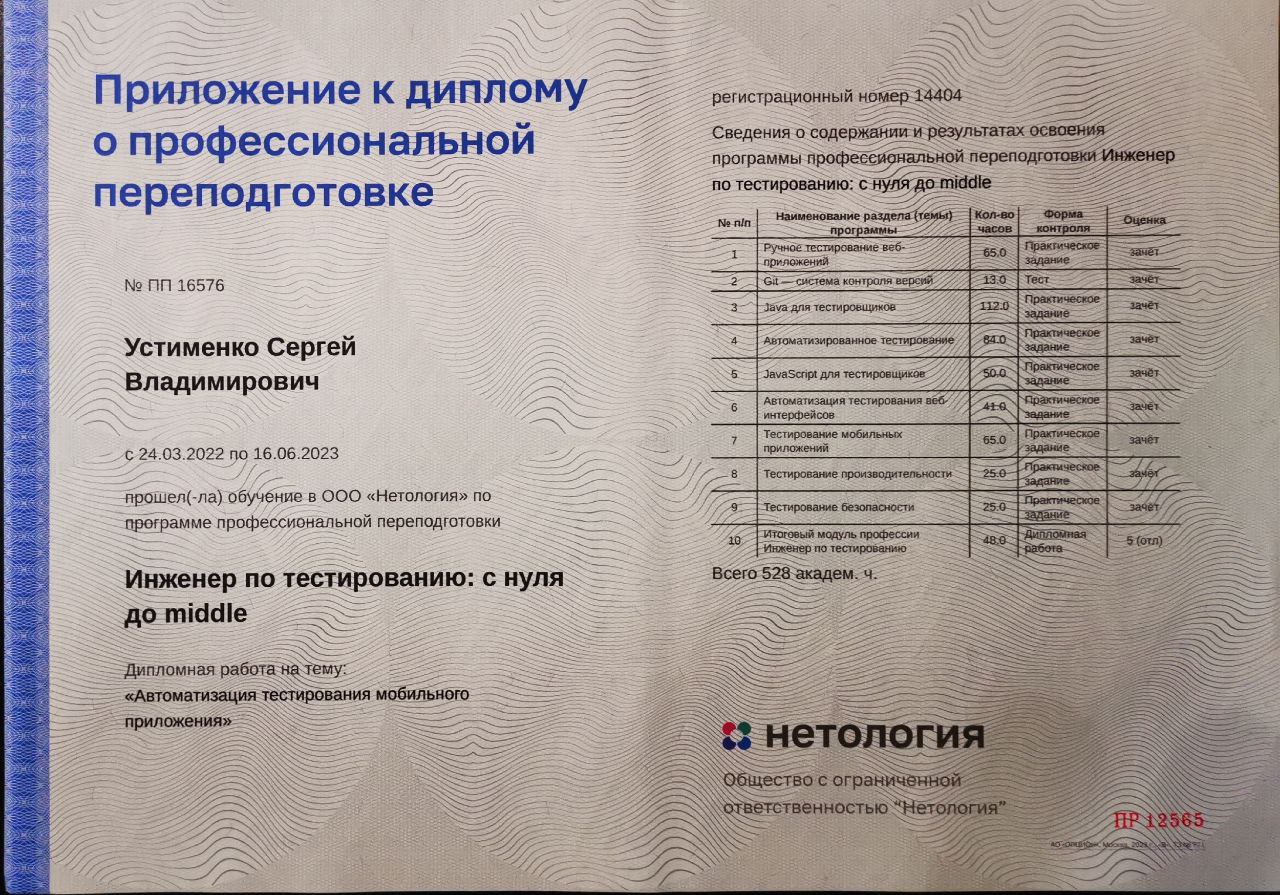 Приложение к диплому
о профессиональной
переподготовке
№ ПП 16576
Устименко Сергей
Владимирович
с 24.03.2022 по 16.06.2023
прошел(-ла) обучение в ООО «Нетология» по
программе профессиональной переподготовки
Инженер по тестированию: с нуля
до middle
Дипломная работа на тему:
«Автоматизация тестирования мобильного
приложения»
регистрационный номер 14404
Сведения о содержании и результатах освоения
программы профессиональной переподготовки Инженер
по тестированию: с нуля до middle
№ п/п Наименование раздела (темы) программы Кол-во часов Форма контроля Оценка
1 Ручное тестирование веб-приложений 65.0 Практическое задание зачёт
2 Git — система контроля версий 13.0 Тест зачёт
3 Java для тестировщиков 112.0 Практическое задание зачёт
4 Автоматизированное тестирование 84.0 Практическое задание зачёт
5 JavaScript для тестировщиков 50.0 Практическое задание зачёт
6 Автоматизация тестирования веб-интерфейсов 41.0 Практическое задание зачёт
7 Тестирование мобильных приложений 65.0 Практическое задание зачёт
8 Тестирование производительности 25.0 Практическое задание зачёт
9 Тестирование безопасности 25.0 Практическое задание зачёт
10 Итоговый модуль профессии Инженер по тестированию 48.0 Дипломная работа 5 (отл)
Всего 528 академ. ч.
нетология
Общество с ограниченной
ответственностью “Нетология”
ПР 12565
АО «ОПЦИОН», Москва, 2023 г., «В».